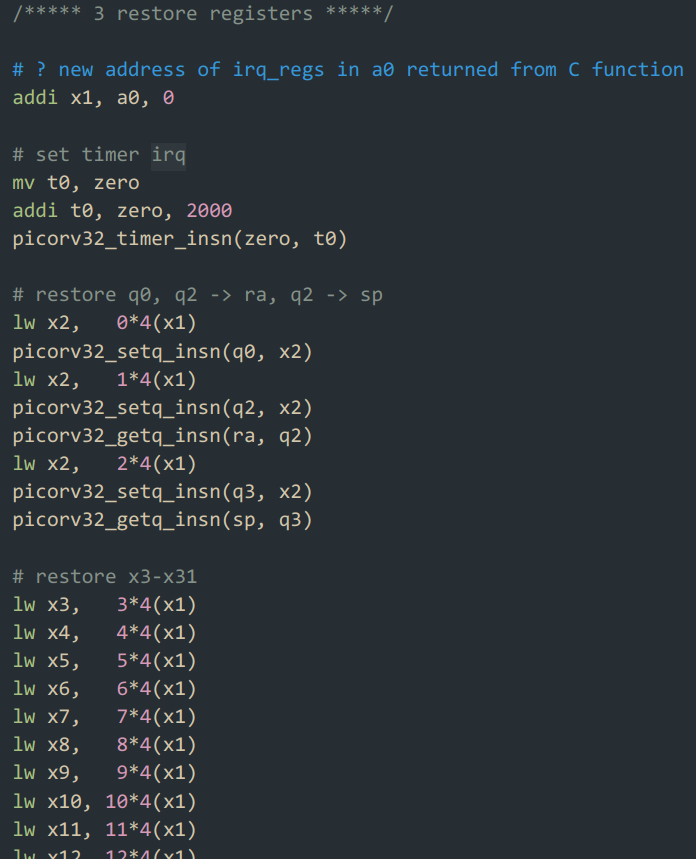 /***** 3 restore registers *****/
# ? new address of irq_regs in a0 returned from C function
addi x1, a0, 0
# set timer irq
mv t0, zero
addi t0, zero, 2000
picorv32_timer_insn(zero, t0)
# restore q0, q2 -> ra, q2 -> sp
lw x2,   0*4(x1)
picorv32_setq_insn(q0, x2)
lw x2,   1*4(x1)
picorv32_setq_insn(q2, x2)
picorv32_getq_insn(ra, q2)
lw x2,   2*4(x1)
picorv32_setq_insn(q3, x2)
picorv32_getq_insn(sp, q3)
# restore x3-x31
lw x3,   3*4(x1)
lw x4,   4*4(x1)
lw x5,   5*4(x1)
lw x6,   6*4(x1)
lw x7,   7*4(x1)
lw x8,   8*4(x1)
lw x9,   9*4(x1)
lw x10, 10*4(x1)
lw x11, 11*4(x1)
lw x12, 12*4(x1)